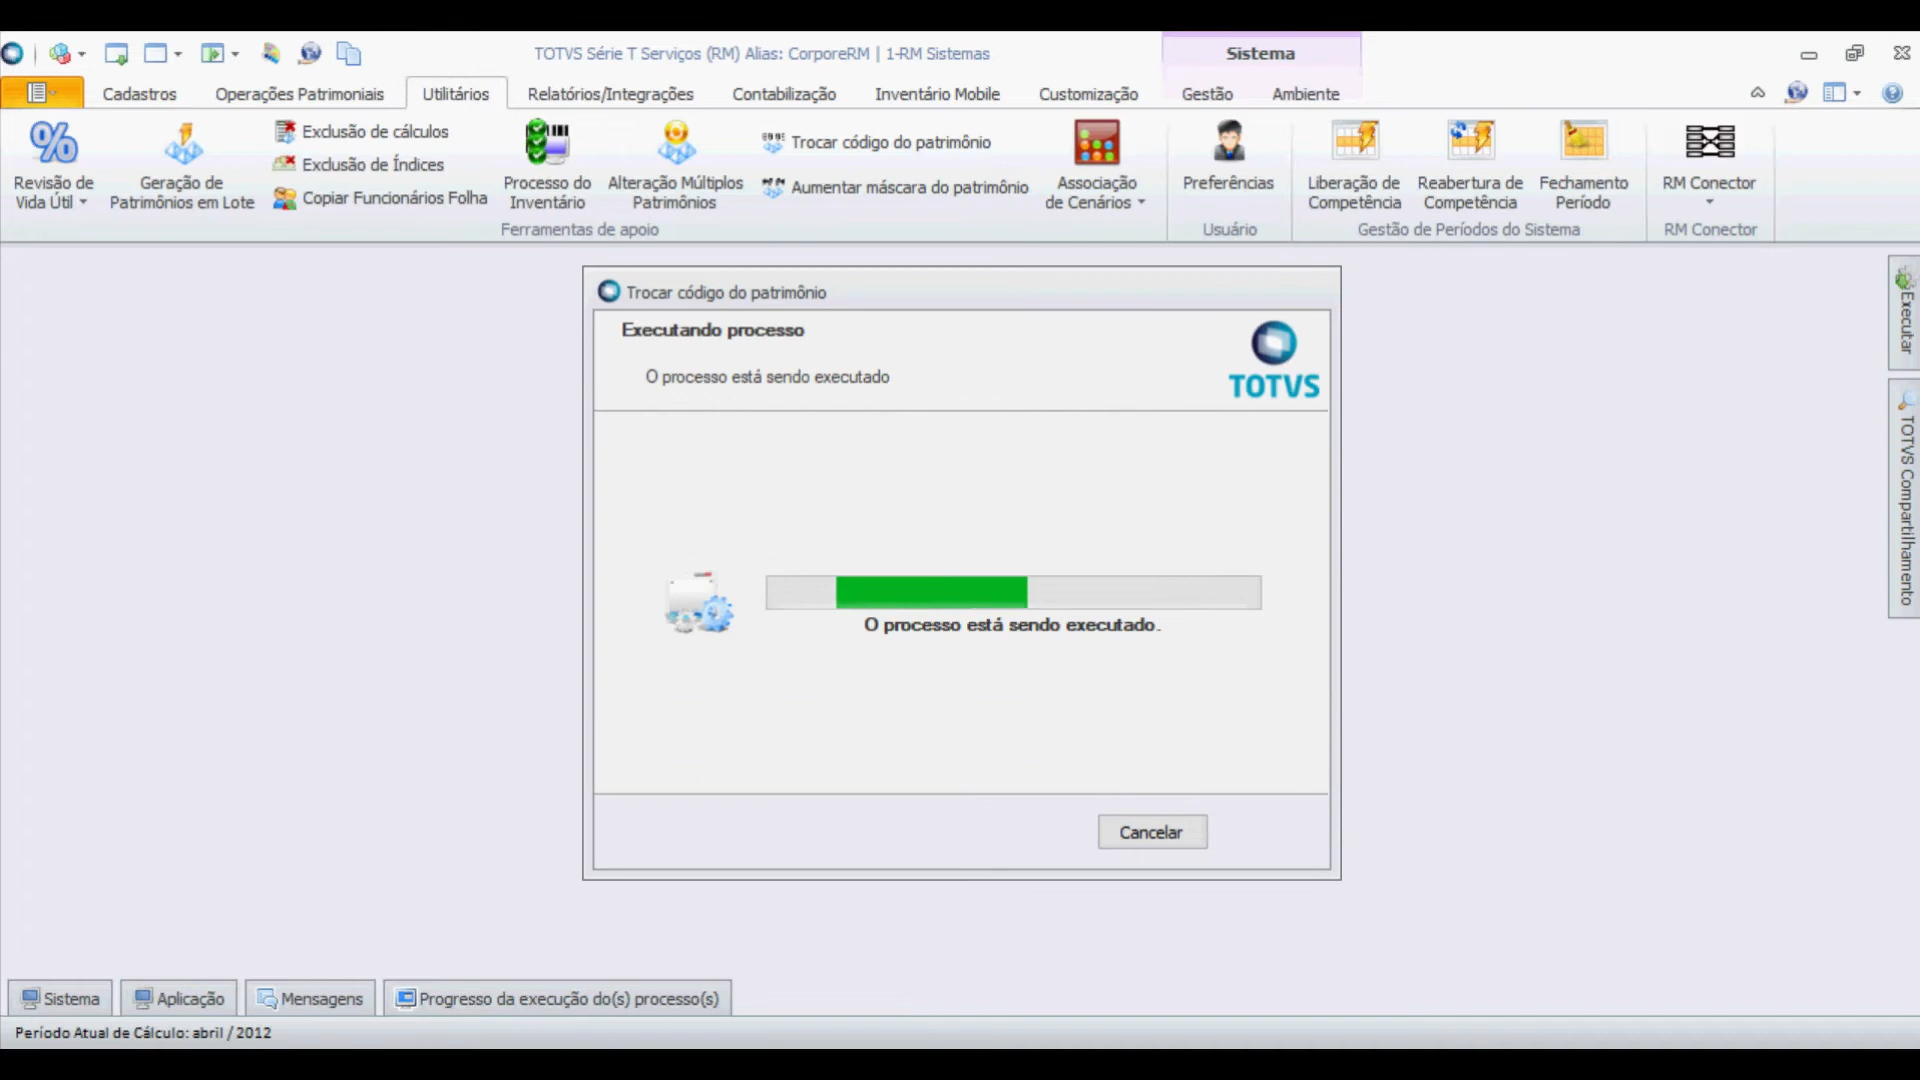 TOTVS Série T Serviços (RM) Alias: CorporeRM | 1-RM Sistemas
Sistema
Cadastros
Operações Patrimoniais
Utilitários
Relatórios/Integrações
Contabilização
Inventário Mobile
Customização
Gestão
Ambiente
Revisão de
Vida Útil
Geração de
Patrimônios em Lote
Exclusão de cálculos
Exclusão de Índices
Copiar Funcionários Folha
Processo do
Inventário
Alteração Múltiplos
Patrimônios
Trocar código do patrimônio
Aumentar máscara do patrimônio
Associação
de Cenários
Ferramentas de apoio
Preferências
Usuário
Liberação de
Competência
Reabertura de
Competência
Fechamento
Período
Gestão de Períodos do Sistema
RM Conector
RM Conector
Trocar código do patrimônio
Executando processo
O processo está sendo executado
TOTVS
O processo está sendo executado.
Cancelar
Executar
TOTVS Compartilhamento
Sistema
Aplicação
Mensagens
Progresso da execução do(s) processo(s)
Período Atual de Cálculo: abril / 2012